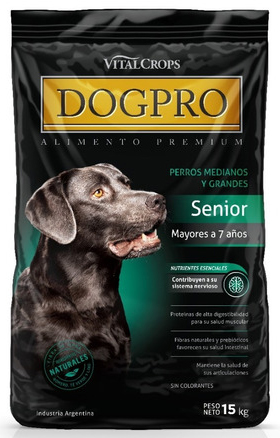 VITALCROPS
DOGPRO
ALIMENTO PREMIUM
PERROS MEDIANOS
Y GRANDES
Senior
Mayores a 7 años
NUTRIENTES ESENCIALES
Contribuyen a su
sistema nervioso
Proteínas de alta digestibilidad
para su salud muscular
Fibras naturales y prebióticos
favorecen su salud intestinal
Mantiene la salud de
sus articulaciones
SIN COLORANTES
NATURALES
Industria Argentina
PESO
NETO 15 kg